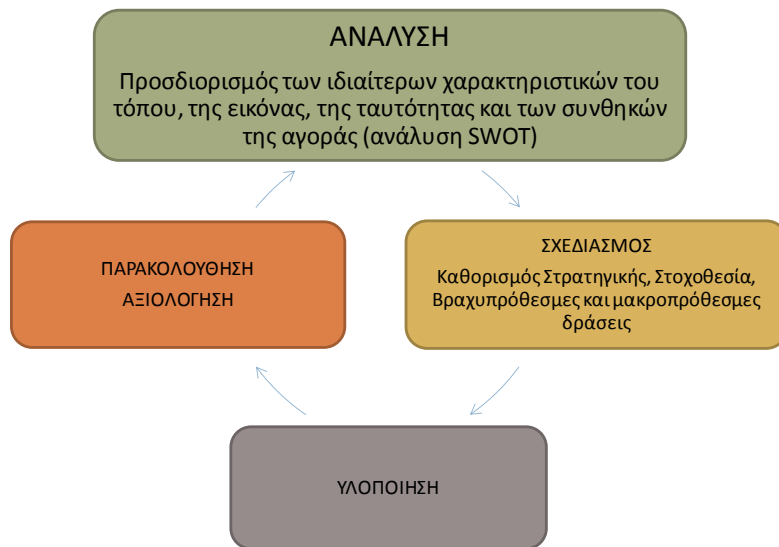 ΑΝΑΛΥΣΗ
Προσδιορισμός των ιδιαίτερων χαρακτηριστικών του
τόπου, της εικόνας, της ταυτότητας και των συνθηκών
της αγοράς (ανάλυση SWOT)
ΣΧΕΔΙΑΣΜΟΣ
Καθορισμός Στρατηγικής, Στοχοθεσία,
Βραχυπρόθεσμες και μακροπρόθεσμες
δράσεις
ΥΛΟΠΟΙΗΣΗ
ΠΑΡΑΚΟΛΟΥΘΗΣΗ
ΑΞΙΟΛΟΓΗΣΗ